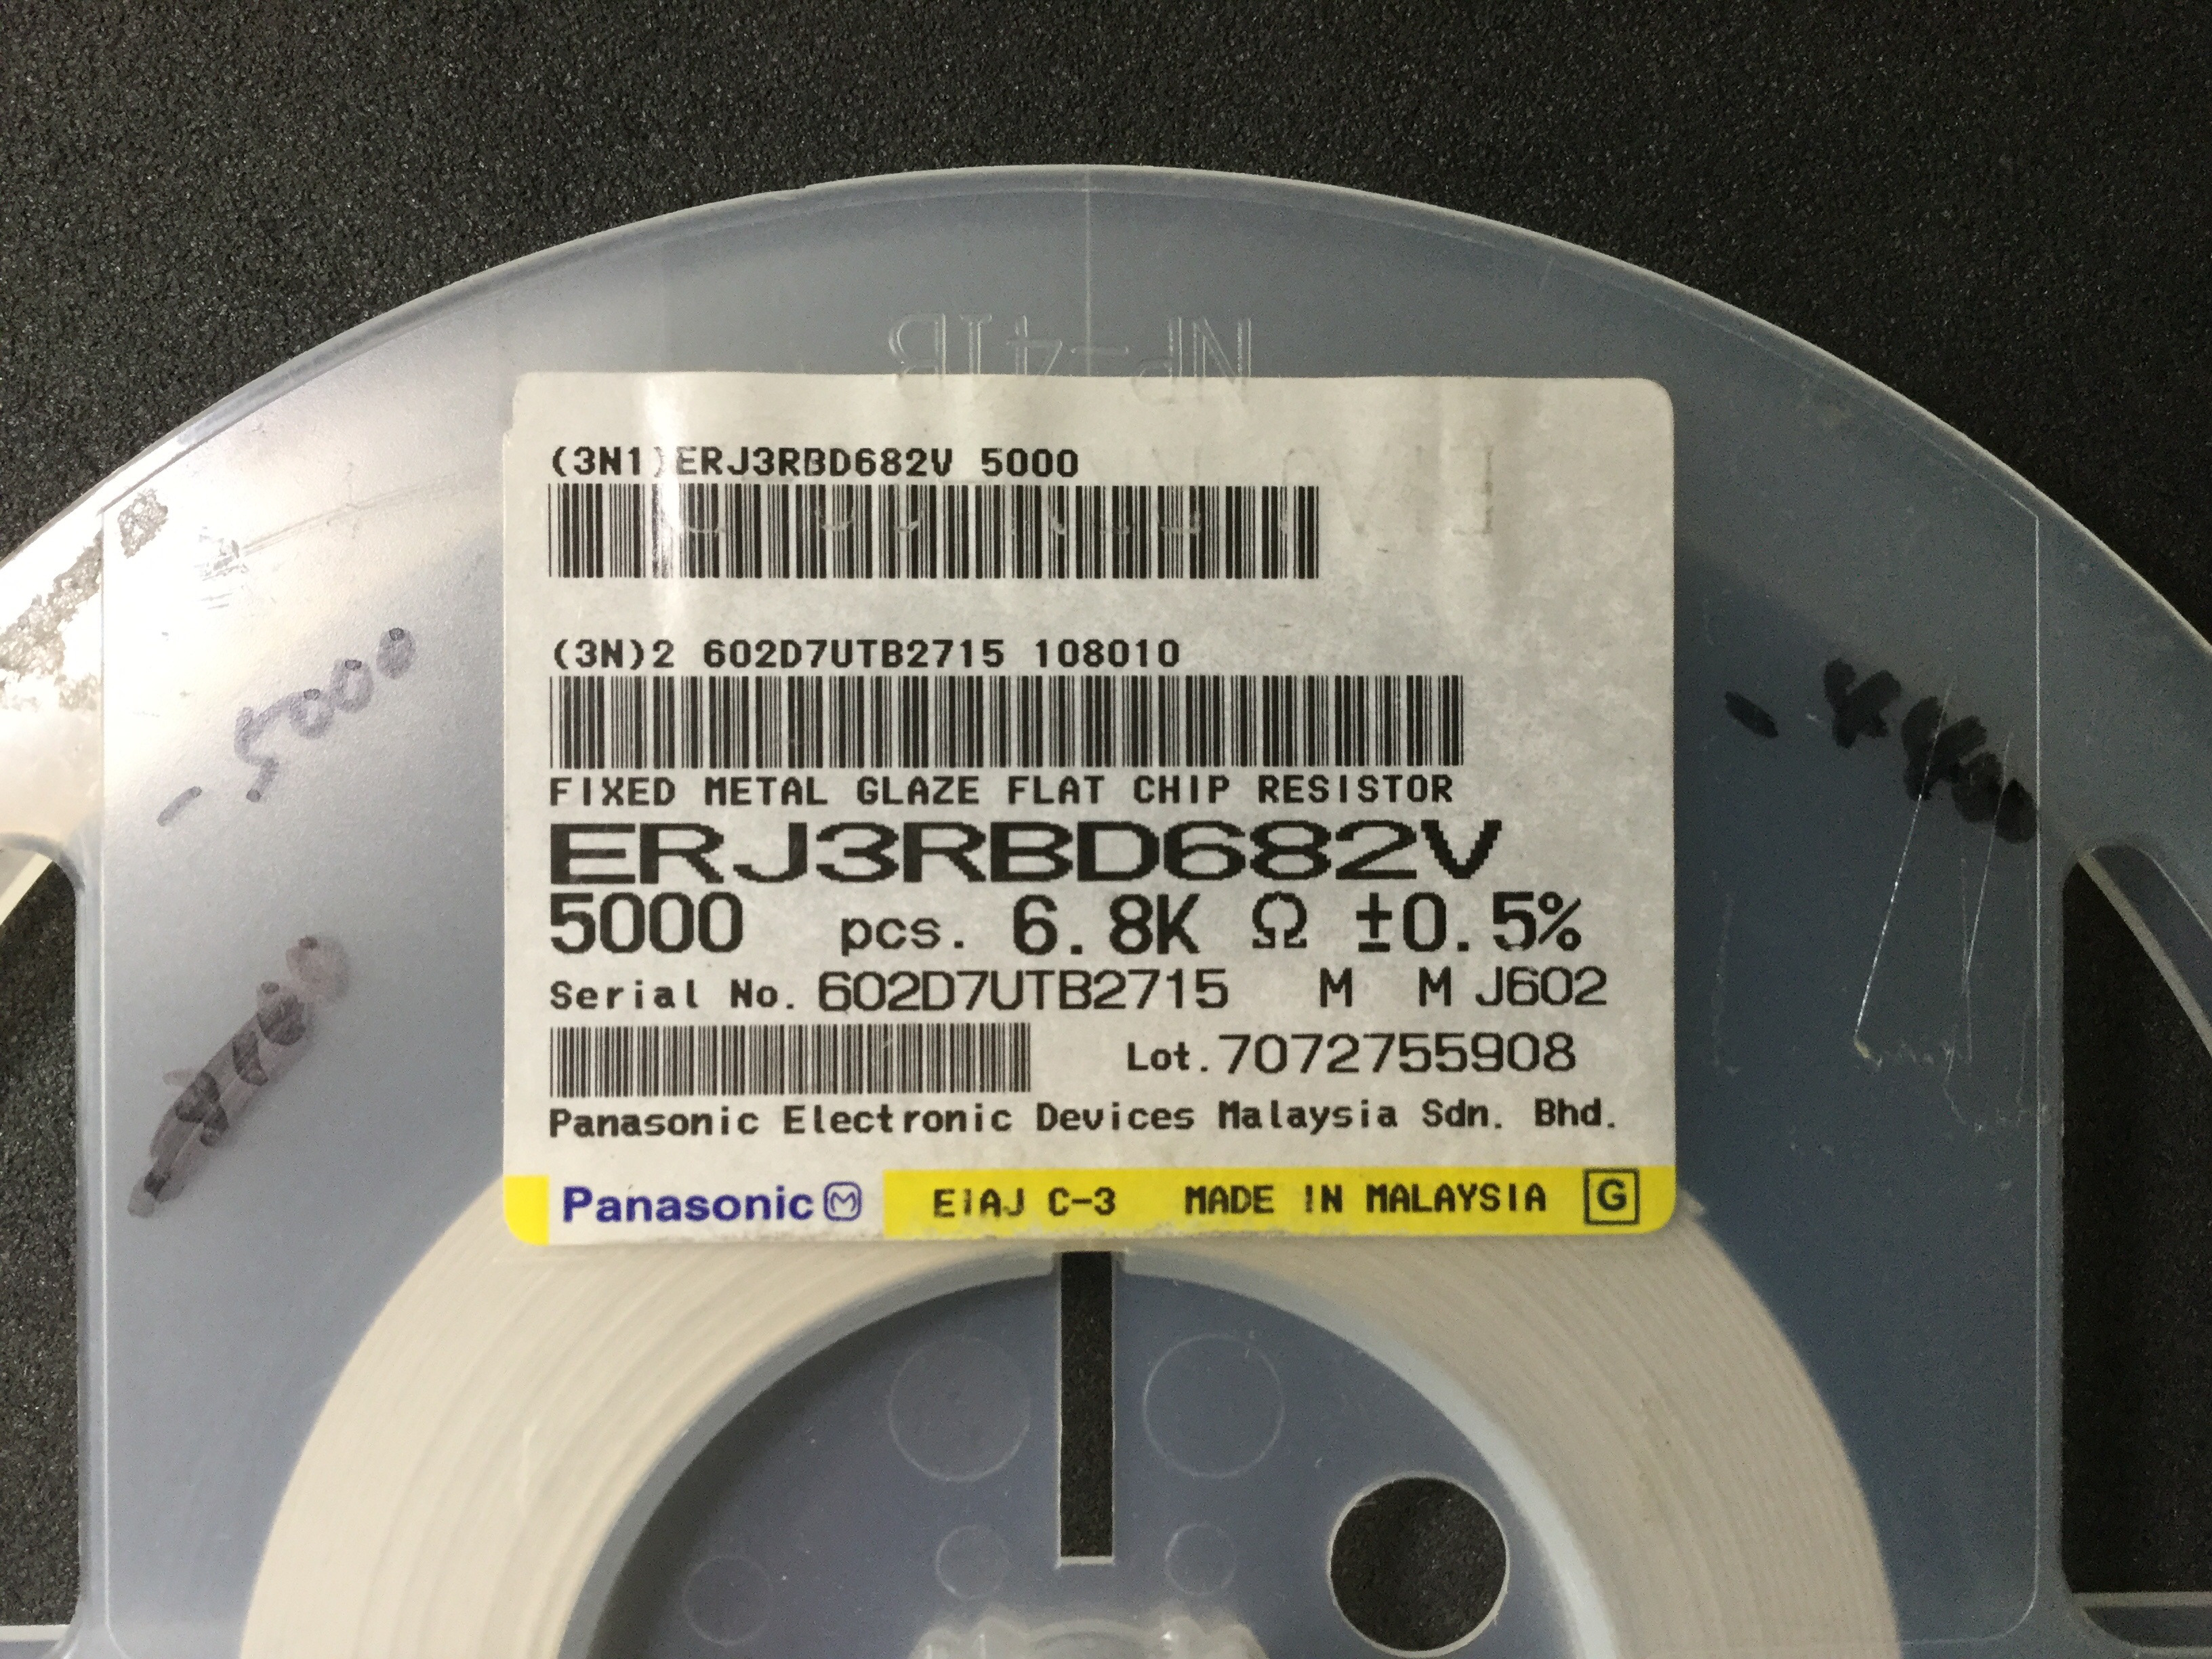 (3N1)ERJ3RBD682V 5000
(3N)2 602D7UTB2715 108010
FIXED METAL GLAZE FLAT CHIP RESISTOR
ERJ3RBD682V
5000 pcs. 6.8K Ω ±0.5%
Serial No. 602D7UTB2715 M M J602
Lot. 7072755908
Panasonic Electronic Devices Malaysia Sdn. Bhd.
Panasonic EIAJ C-3 MADE IN MALAYSIA G
-5000